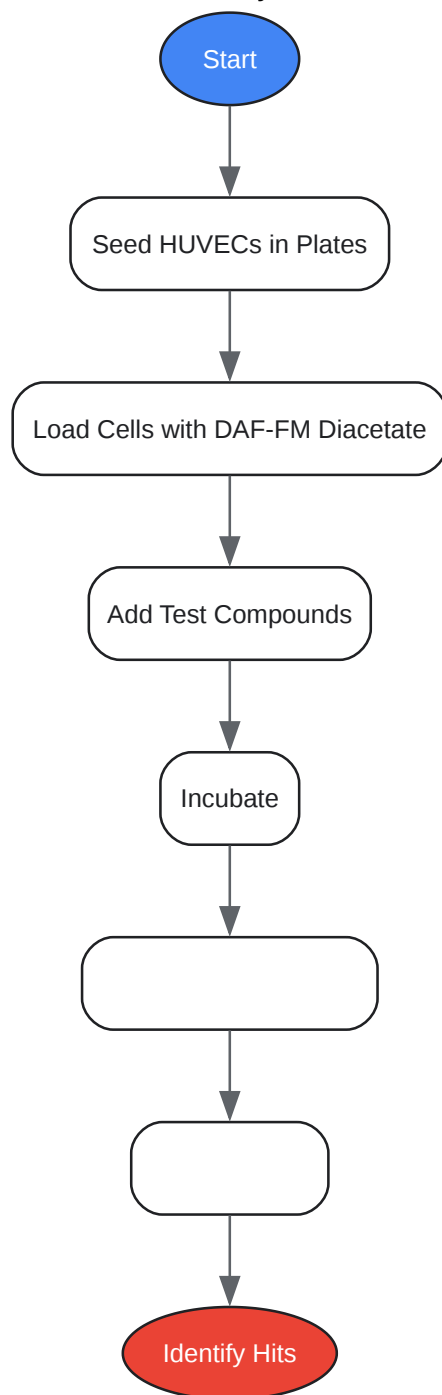 Start
Seed HUVECs in Plates
Load Cells with DAF-FM Diacetate
Add Test Compounds
Incubate
Identify Hits